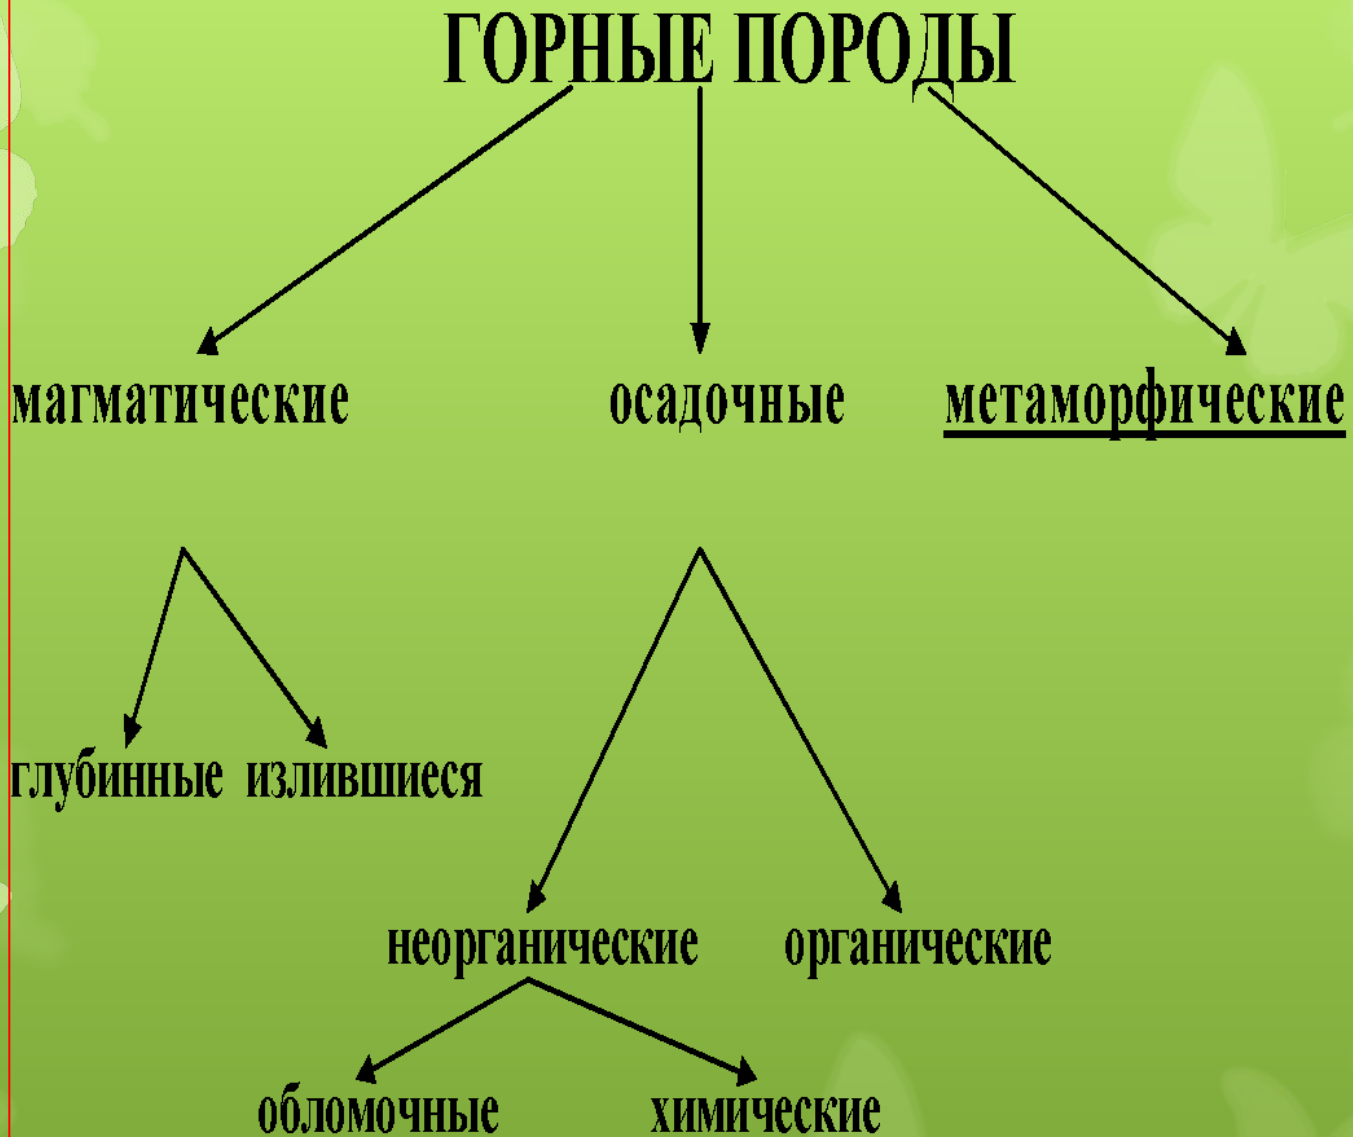 ГОРНЫЕ ПОРОДЫ
магматические осадочные метаморфические
глубинные излившиеся
неорганические органические
обломочные химические